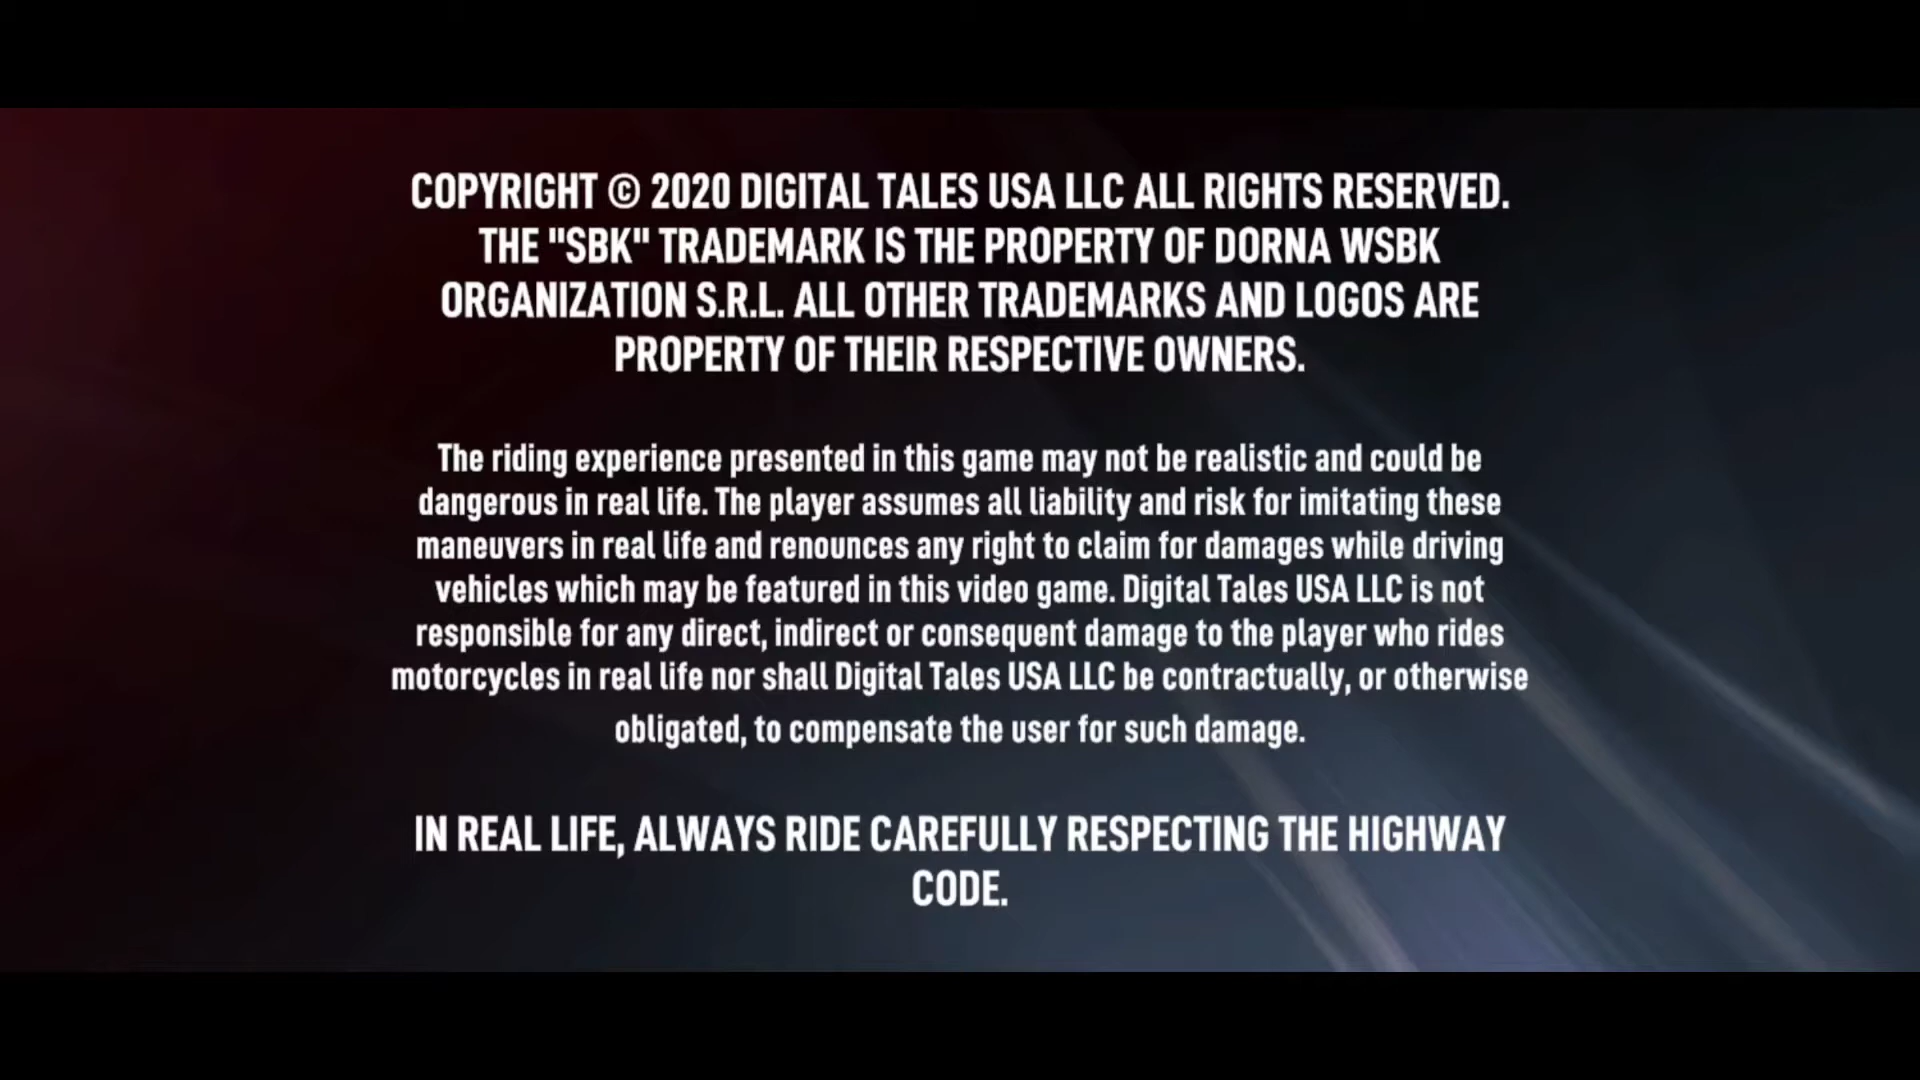 COPYRIGHT © 2020 DIGITAL TALES USA LLC ALL RIGHTS RESERVED.
THE "SBK" TRADEMARK IS THE PROPERTY OF DORNA WSBK
ORGANIZATION S.R.L. ALL OTHER TRADEMARKS AND LOGOS ARE
PROPERTY OF THEIR RESPECTIVE OWNERS.
The riding experience presented in this game may not be realistic and could be
dangerous in real life. The player assumes all liability and risk for imitating these
maneuvers in real life and renounces any right to claim for damages while driving
vehicles which may be featured in this video game. Digital Tales USA LLC is not
responsible for any direct, indirect or consequent damage to the player who rides
motorcycles in real life nor shall Digital Tales USA LLC be contractually, or otherwise
obligated, to compensate the user for such damage.
IN REAL LIFE, ALWAYS RIDE CAREFULLY RESPECTING THE HIGHWAY
CODE.